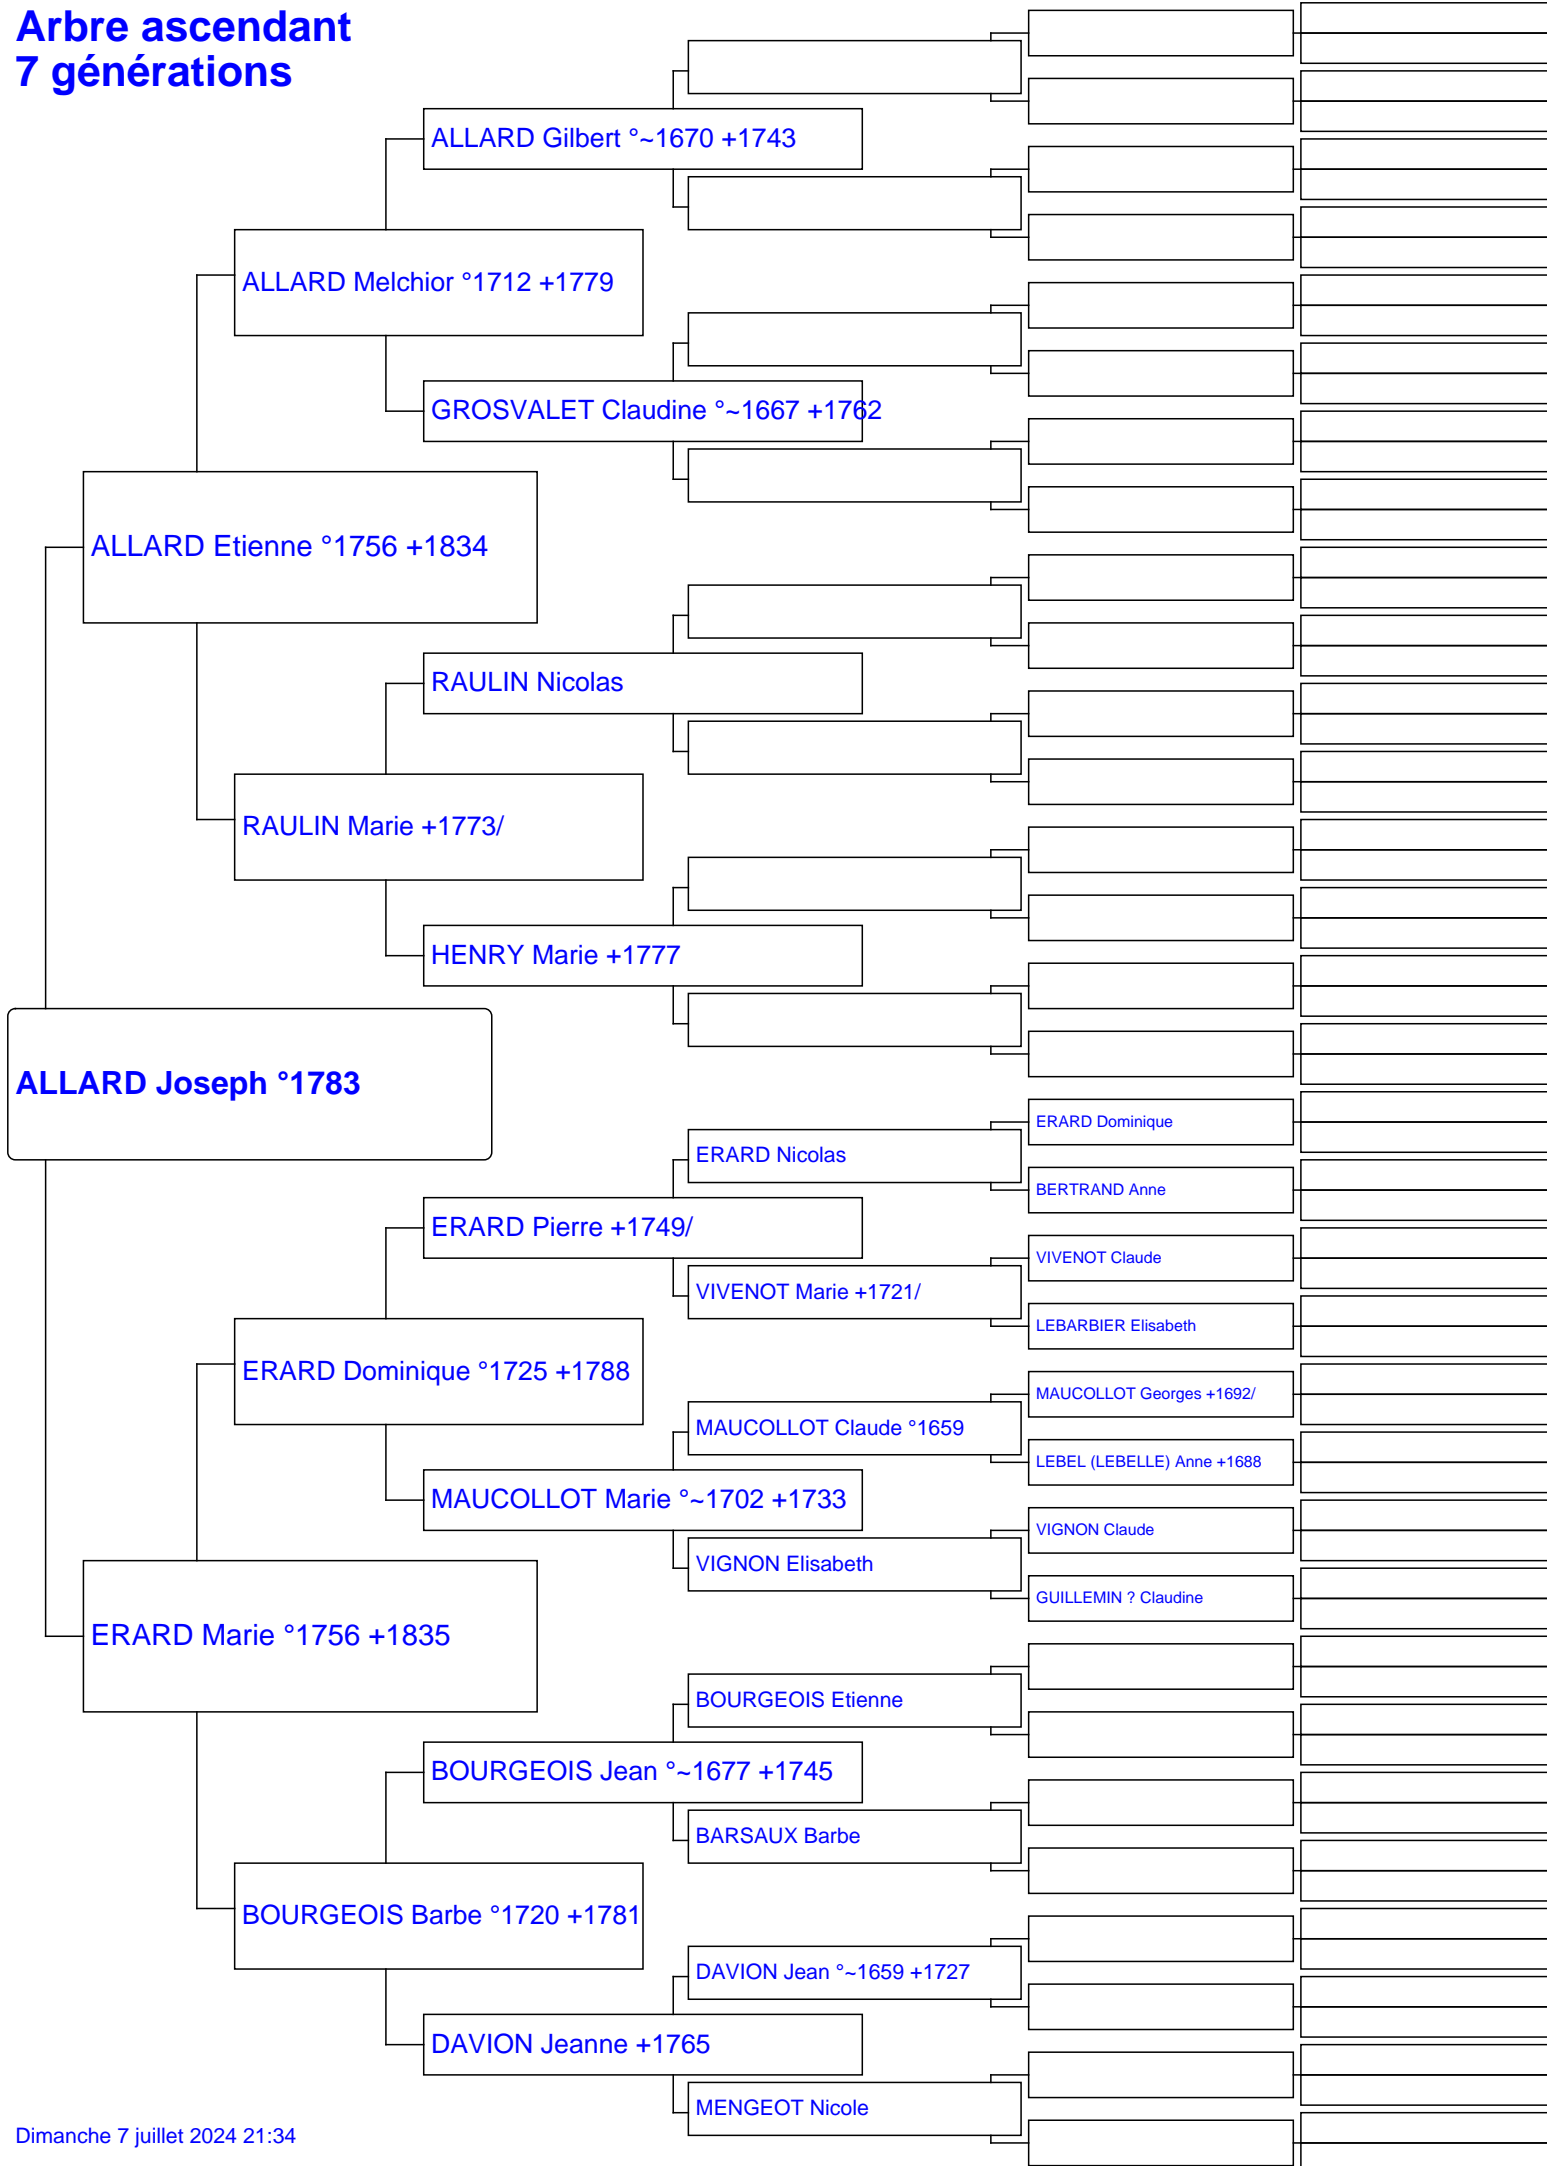 Arbre ascendant
7 générations
ALLARD Gilbert °~1670 +1743
ALLARD Melchior °1712 +1779
GROSVALET Claudine °~1667 +1762
ALLARD Etienne °1756 +1834
RAULIN Nicolas
RAULIN Marie +1773/
HENRY Marie +1777
ALLARD Joseph °1783
ERARD Dominique
ERARD Nicolas
BERTRAND Anne
ERARD Pierre +1749/
VIVENOT Claude
VIVENOT Marie +1721/
LEBARBIER Elisabeth
ERARD Dominique °1725 +1788
MAUCOLLOT Georges +1692/
MAUCOLLOT Claude °1659
LEBEL (LEBELLE) Anne +1688
MAUCOLLOT Marie °~1702 +1733
VIGNON Claude
VIGNON Elisabeth
GUILLEMIN ? Claudine
ERARD Marie °1756 +1835
BOURGEOIS Etienne
BOURGEOIS Jean °~1677 +1745
BARSAUX Barbe
BOURGEOIS Barbe °1720 +1781
DAVION Jean °~1659 +1727
DAVION Jeanne +1765
MENGEOT Nicole
Dimanche 7 juillet 2024 21:34